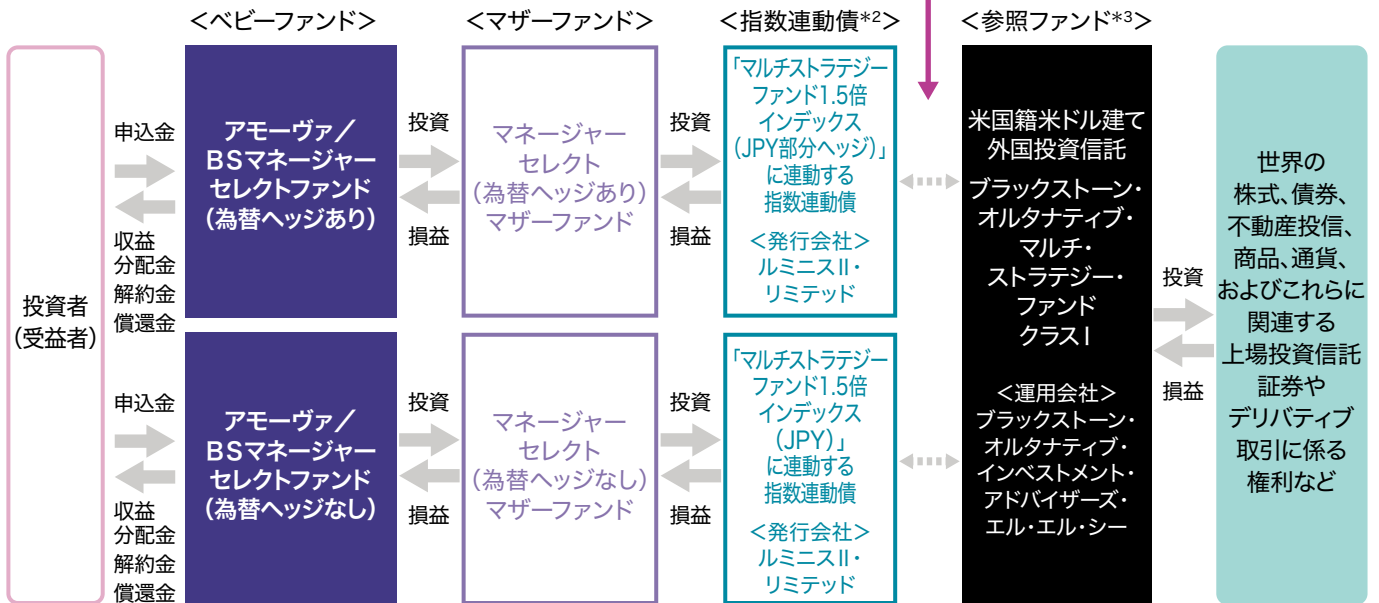 <ベビーファンド>
<マザーファンド>
<指数連動債*2>
<参照ファンド*3>
投資者
(受益者)
申込金
収益
分配金
解約金
償還金
アモーヴァ/
BSマネージャー
セレクトファンド
(為替ヘッジあり)
投資
損益
マネージャー
セレクト
(為替ヘッジあり)
マザーファンド
投資
損益
「マルチストラテジー
ファンド1.5倍
インデックス
(JPY部分ヘッジ)」
に連動する
指数連動債
<発行会社>
ルミニスII・
リミテッド
申込金
収益
分配金
解約金
償還金
アモーヴァ/
BSマネージャー
セレクトファンド
(為替ヘッジなし)
投資
損益
マネージャー
セレクト
(為替ヘッジなし)
マザーファンド
投資
損益
「マルチストラテジー
ファンド1.5倍
インデックス
(JPY)」
に連動する
指数連動債
<発行会社>
ルミニスII・
リミテッド
米国籍米ドル建て
外国投資信託
ブラックストーン・
オルタナティブ・
マルチ・
ストラテジー・
ファンド
クラスI
<運用会社>
ブラックストーン・
オルタナティブ・
インベストメント・
アドバイザーズ・
エル・エル・シー
投資
損益
世界の
株式、債券、
不動産投信、
商品、通貨、
およびこれらに
関連する
上場投資信託
証券や
デリバティブ
取引に係る
権利など